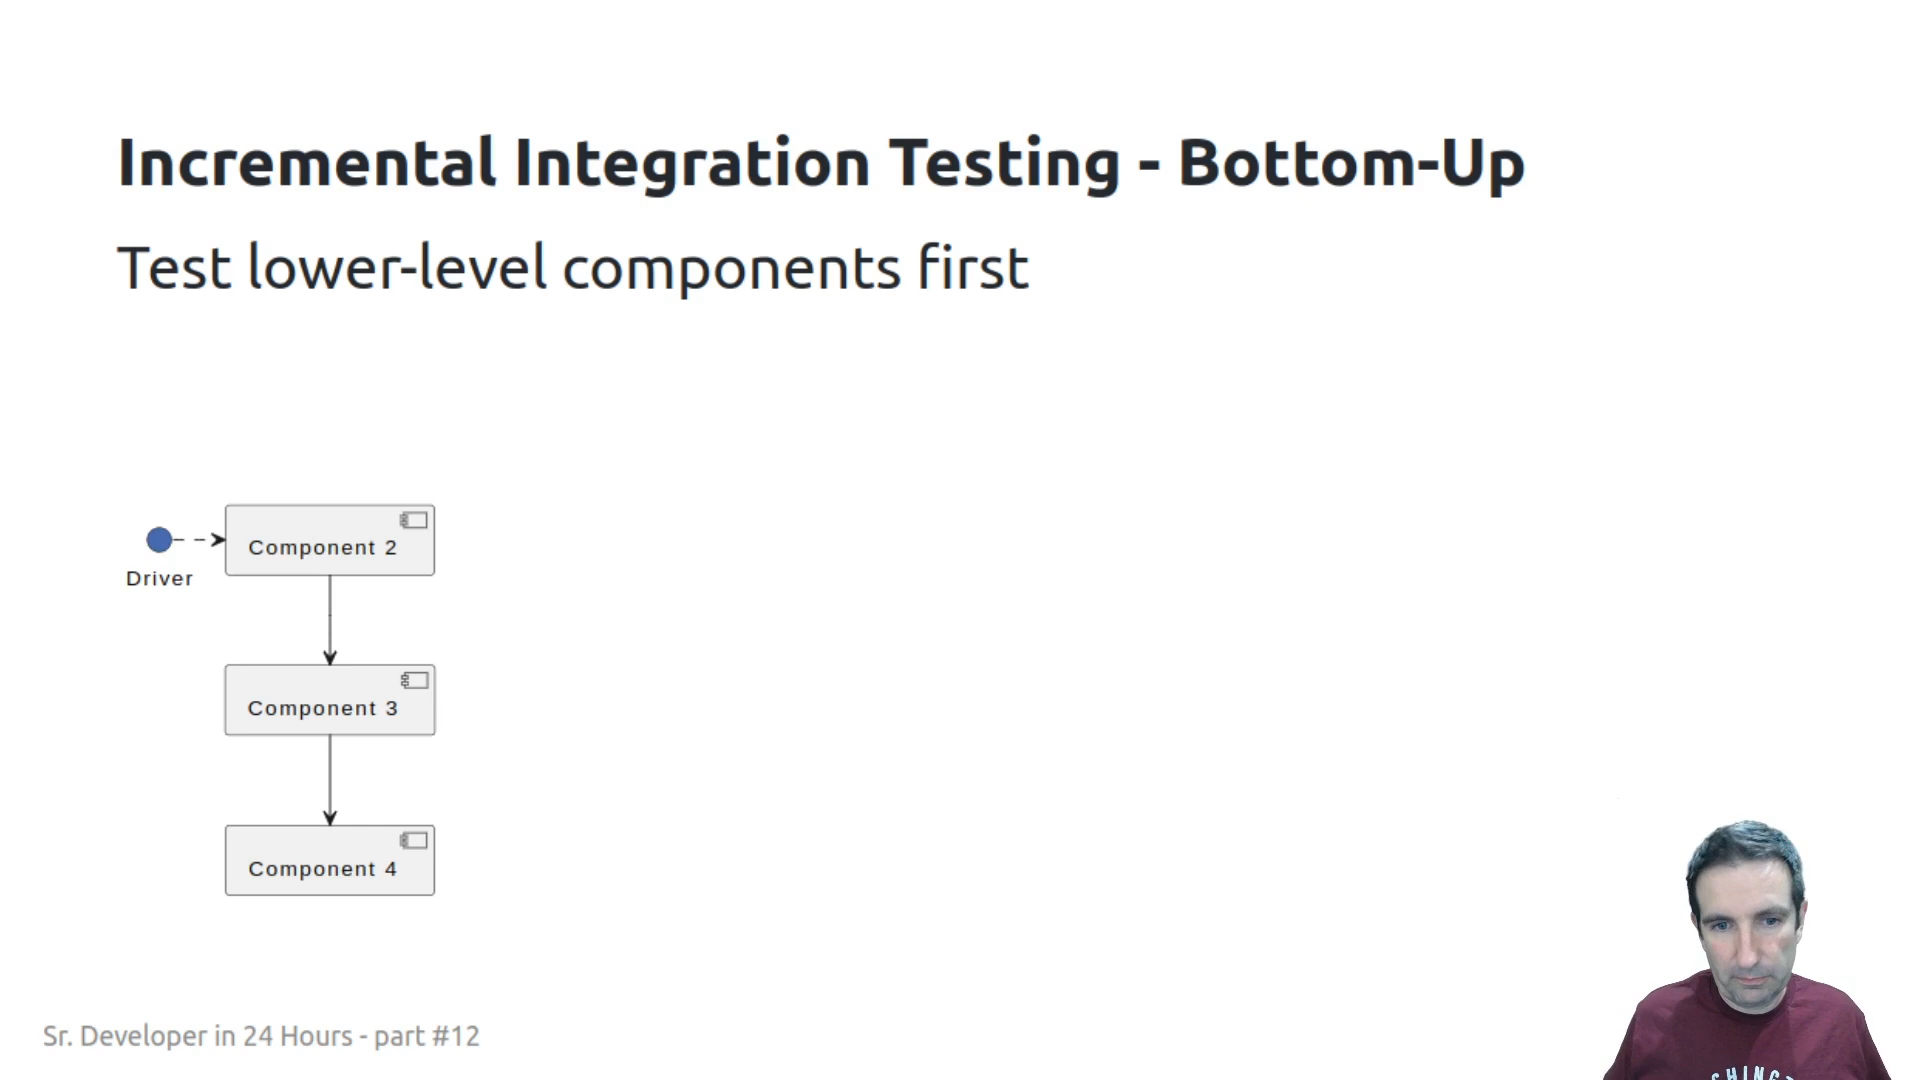 Incremental Integration Testing - Bottom-Up
Test lower-level components first
Component 2
Driver
Component 3
Component 4
Sr. Developer in 24 Hours - part #12